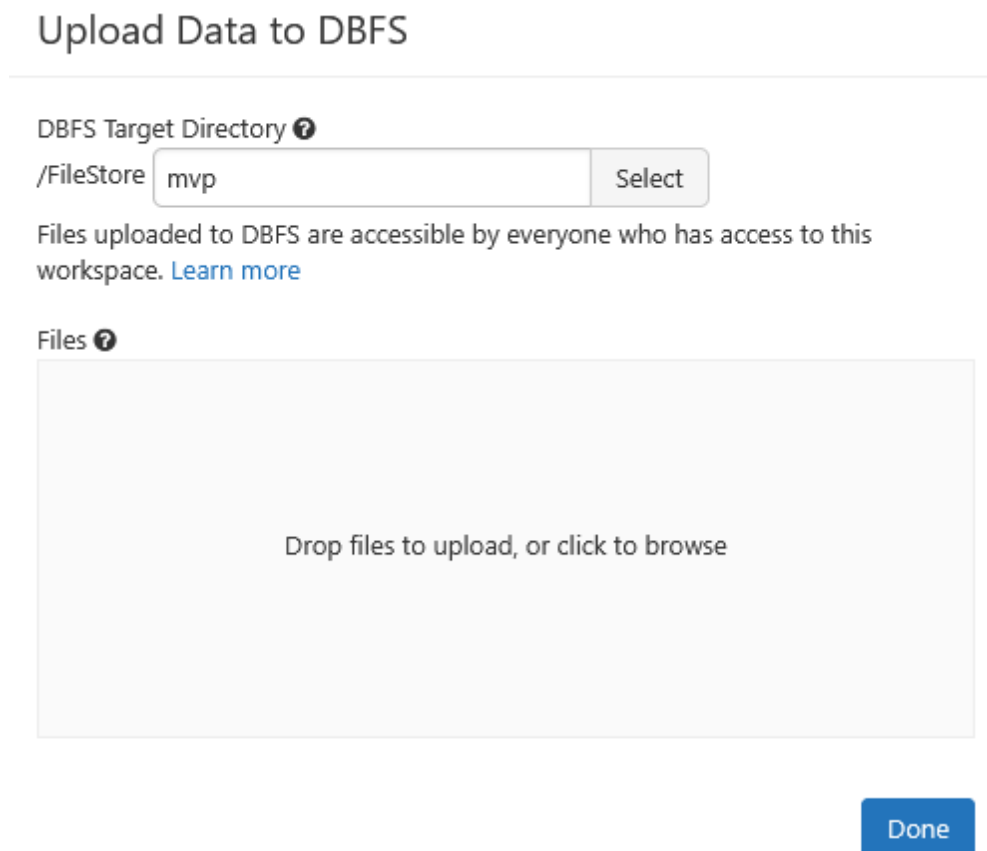 Upload Data to DBFS
DBFS Target Directory ?
/FileStore mvp Select
Files uploaded to DBFS are accessible by everyone who has access to this
workspace. Learn more
Files ?
Drop files to upload, or click to browse
Done